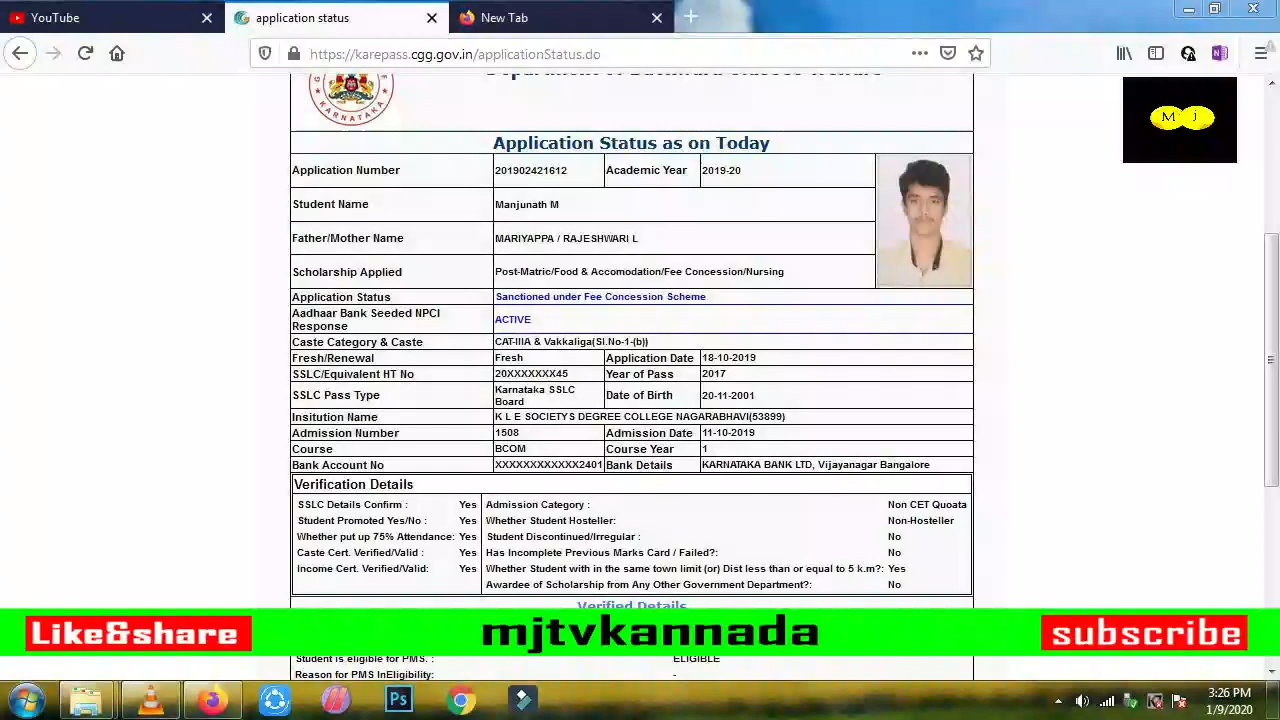 YouTube
application status
New Tab
https://karepass.cgg.gov.in/applicationStatus.do
Department of Backward Classes Welfare
KARNATAKA
M j
Application Status as on Today
Application Number 201902421612 Academic Year 2019-20
Student Name Manjunath M
Father/Mother Name MARIYAPPA / RAJESHWARI L
Scholarship Applied Post-Matric/Food & Accomodation/Fee Concession/Nursing
Application Status Sanctioned under Fee Concession Scheme
Aadhaar Bank Seeded NPCI
Response ACTIVE
Caste Category & Caste CAT-IIIA & Vakkaliga(Sl.No-1-(b))
Fresh/Renewal Fresh Application Date 18-10-2019
SSLC/Equivalent HT No 20XXXXXXX45 Year of Pass 2017
SSLC Pass Type Karnataka SSLC
Board Date of Birth 20-11-2001
Insitution Name K L E SOCIETYS DEGREE COLLEGE NAGARABHAVI(53899)
Admission Number 1508 Admission Date 11-10-2019
Course BCOM Course Year 1
Bank Account No XXXXXXXXXXXX2401 Bank Details KARNATAKA BANK LTD, Vijayanagar Bangalore
Verification Details
SSLC Details Confirm : Yes Admission Category : Non CET Quoata
Student Promoted Yes/No : Yes Whether Student Hosteller: Non-Hosteller
Whether put up 75% Attendance: Yes Student Discontinued/Irregular : No
Caste Cert. Verified/Valid : Yes Has Incomplete Previous Marks Card / Failed?: No
Income Cert. Verified/Valid: Yes Whether Student with in the same town limit (or) Dist less than or equal to 5 k.m?: Yes
Awardee of Scholarship from Any Other Government Department?: No
Verified Details
Like&share mjtvkannada subscribe
Student is eligible for PMS. : ELIGIBLE
Reason for PMS InEligibility: -
Ps
3:26 PM
1/9/2020